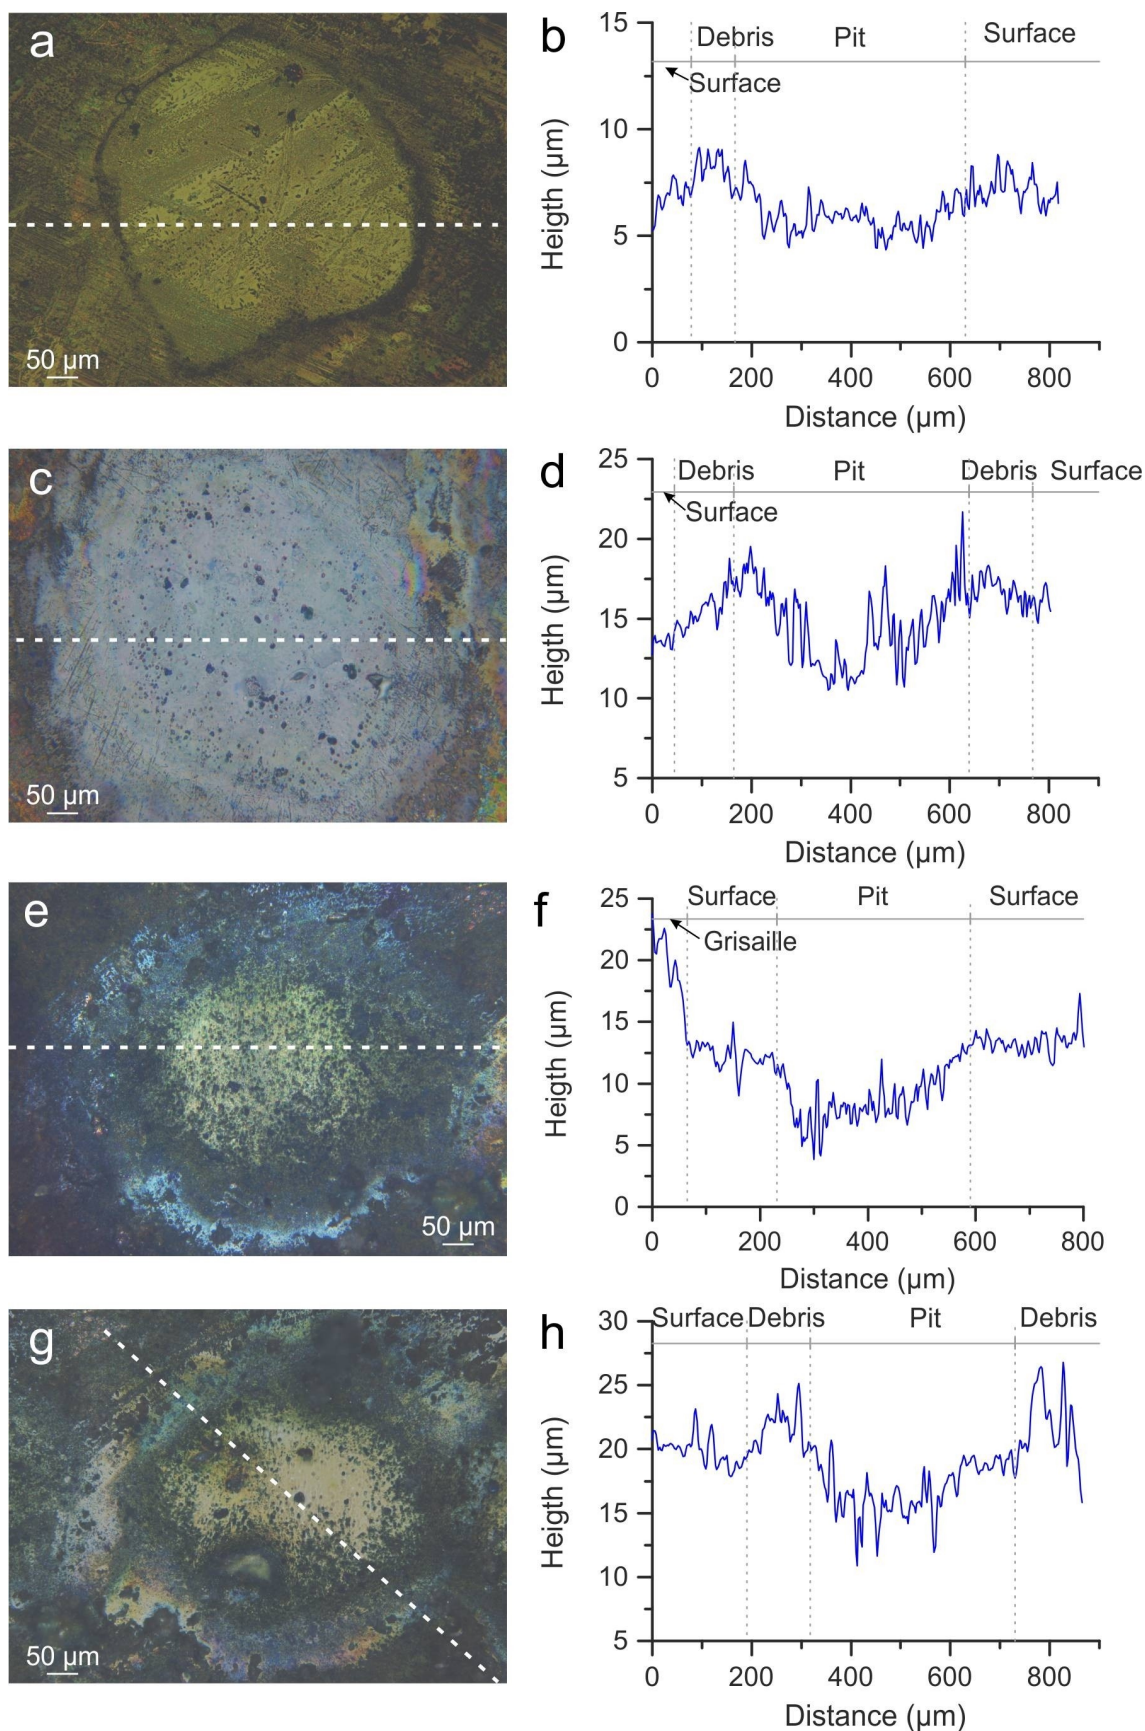 a
50 µm
b
15
10
5
0
Heigth (µm)
Debris
Pit
Surface
Surface
0
200
400
600
800
Distance (µm)
c
50 µm
d
25
20
15
10
5
Heigth (µm)
Debris
Pit
Debris
Surface
Surface
0
200
400
600
800
Distance (µm)
e
50 µm
f
25
20
15
10
5
0
Heigth (µm)
Surface
Pit
Surface
Grisaille
0
200
400
600
800
Distance (µm)
g
50 µm
h
30
25
20
15
10
5
Heigth (µm)
Surface
Debris
Pit
Debris
0
200
400
600
800
Distance (µm)